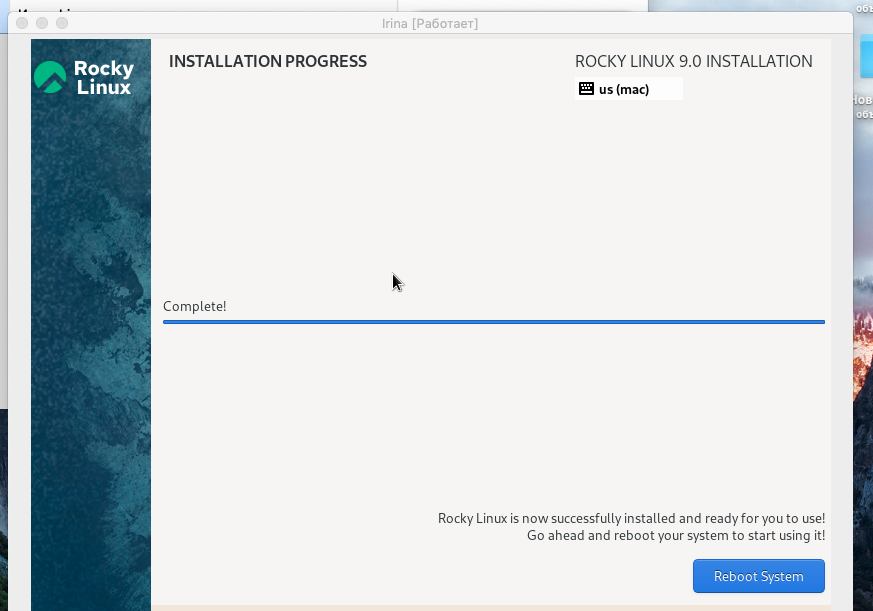 Irina [Работает]
Rocky
Linux
INSTALLATION PROGRESS
ROCKY LINUX 9.0 INSTALLATION
us (mac)
Complete!
Rocky Linux is now successfully installed and ready for you to use!
Go ahead and reboot your system to start using it!
Reboot System